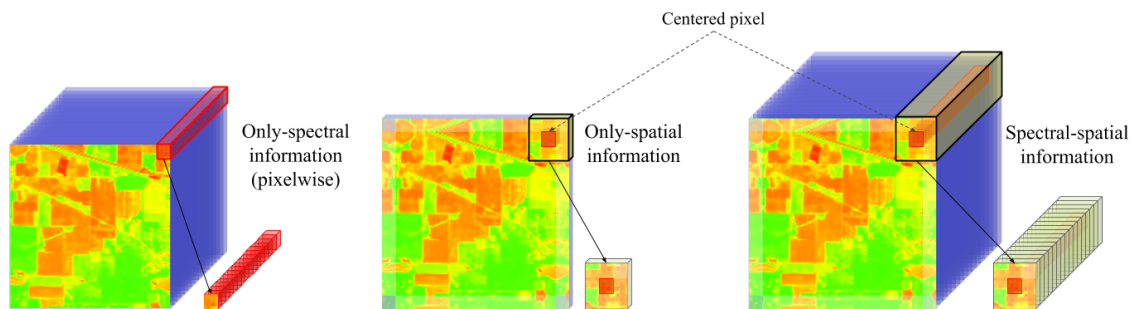 Centered pixel
Only-spectral
information
(pixelwise)
Only-spatial
information
Spectral-spatial
information